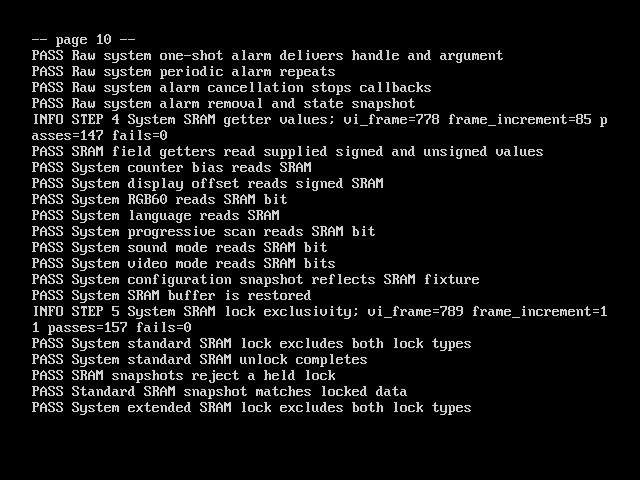 -- page 10 --
PASS Raw system one-shot alarm delivers handle and argument
PASS Raw system periodic alarm repeats
PASS Raw system alarm cancellation stops callbacks
PASS Raw system alarm removal and state snapshot
INFO STEP 4 System SRAM getter values; vi_frame=778 frame_increment=85 p
asses=147 fails=0
PASS SRAM field getters read supplied signed and unsigned values
PASS System counter bias reads SRAM
PASS System display offset reads signed SRAM
PASS System RGB60 reads SRAM bit
PASS System language reads SRAM
PASS System progressive scan reads SRAM bit
PASS System sound mode reads SRAM bit
PASS System video mode reads SRAM bits
PASS System configuration snapshot reflects SRAM fixture
PASS System SRAM buffer is restored
INFO STEP 5 System SRAM lock exclusivity; vi_frame=789 frame_increment=1
1 passes=157 fails=0
PASS System standard SRAM lock excludes both lock types
PASS System standard SRAM unlock completes
PASS SRAM snapshots reject a held lock
PASS Standard SRAM snapshot matches locked data
PASS System extended SRAM lock excludes both lock types